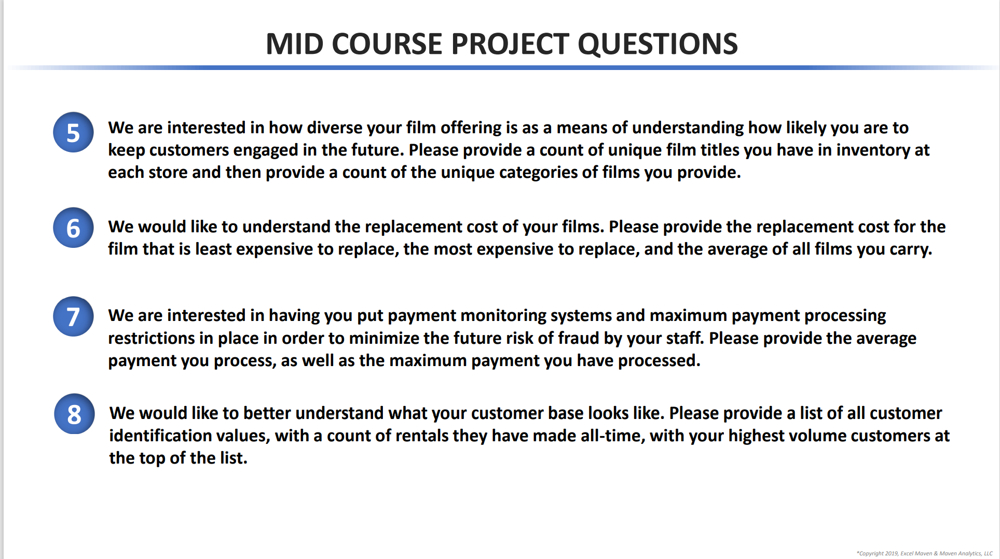 MID COURSE PROJECT QUESTIONS
5
We are interested in how diverse your film offering is as a means of understanding how likely you are to
keep customers engaged in the future. Please provide a count of unique film titles you have in inventory at
each store and then provide a count of the unique categories of films you provide.
6
We would like to understand the replacement cost of your films. Please provide the replacement cost for the
film that is least expensive to replace, the most expensive to replace, and the average of all films you carry.
7
We are interested in having you put payment monitoring systems and maximum payment processing
restrictions in place in order to minimize the future risk of fraud by your staff. Please provide the average
payment you process, as well as the maximum payment you have processed.
8
We would like to better understand what your customer base looks like. Please provide a list of all customer
identification values, with a count of rentals they have made all-time, with your highest volume customers at
the top of the list.
*Copyright 2019, Excel Maven & Maven Analytics, LLC